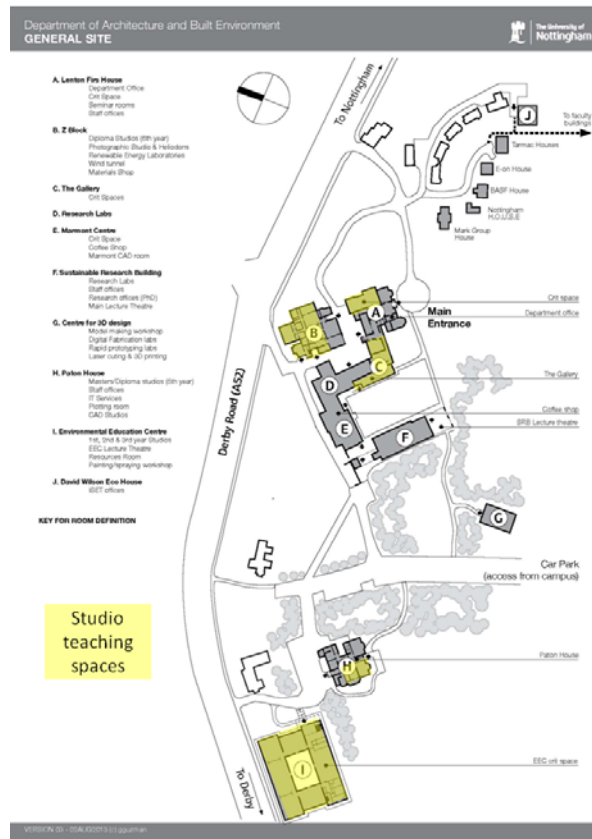 Department of Architecture and Built Environment
GENERAL SITE
The University of
Nottingham
A. Lenton Firs House
Department Office
Crit Space
Seminar rooms
Staff offices
B. Z Block
Diploma Studios (6th year)
Photographic Studio & Heliodons
Renewable Energy Laboratories
Wind tunnel
Materials Shop
C. The Gallery
Crit Spaces
D. Research Labs
E. Marmont Centre
Crit Space
Coffee Shop
Marmont CAD room
F. Sustainable Research Building
Research Labs
Staff offices
Research offices (PhD)
Main Lecture Theatre
G. Centre for 3D design
Model making workshop
Digital Fabrication labs
Rapid prototyping labs
Laser cutting & 3D printing
H. Paton House
Masters/Diploma studios (5th year)
Staff offices
IT Services
Plotting room
CAD Studios
I. Environmental Education Centre
1st, 2nd & 3rd year Studios
EEC Lecture Theatre
Resources Room
Painting/spraying workshop
J. David Wilson Eco House
ISET offices
KEY FOR ROOM DEFINITION
Studio
teaching
spaces
To Nottingham
J
To faculty
buildings
Tarmac Houses
E-on House
BASF House
Nottingham
H.O.U.S.E
Mark Group
House
Crit space
A
Main
Entrance
Department office
B
C
D
The Gallery
Derby Road (A52)
Coffee shop
E
F
SRB Lecture theatre
G
Car Park
(access from campus)
H
Paton House
I
EEC crit space
To Derby